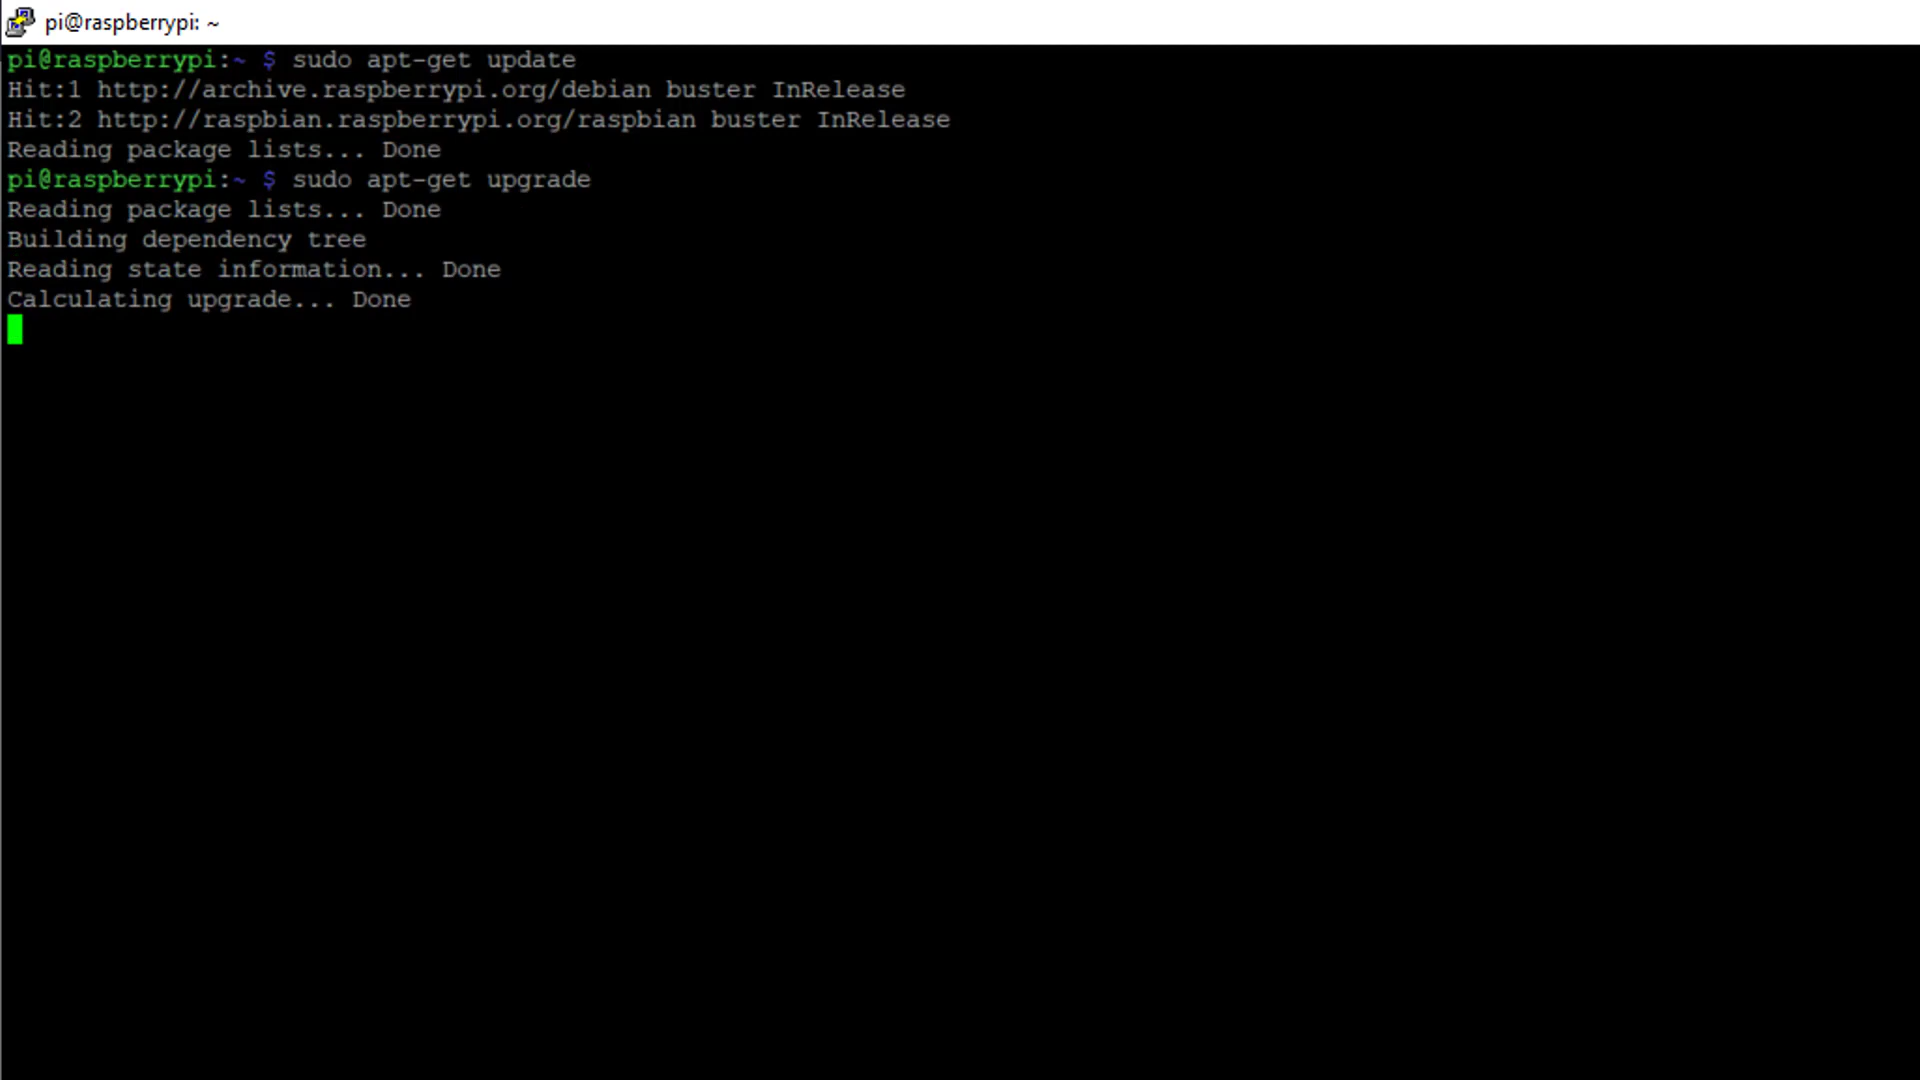 pi@raspberrypi: ~
pi@raspberrypi:~ $ sudo apt-get update
Hit:1 http://archive.raspberrypi.org/debian buster InRelease
Hit:2 http://raspbian.raspberrypi.org/raspbian buster InRelease
Reading package lists... Done
pi@raspberrypi:~ $ sudo apt-get upgrade
Reading package lists... Done
Building dependency tree
Reading state information... Done
Calculating upgrade... Done